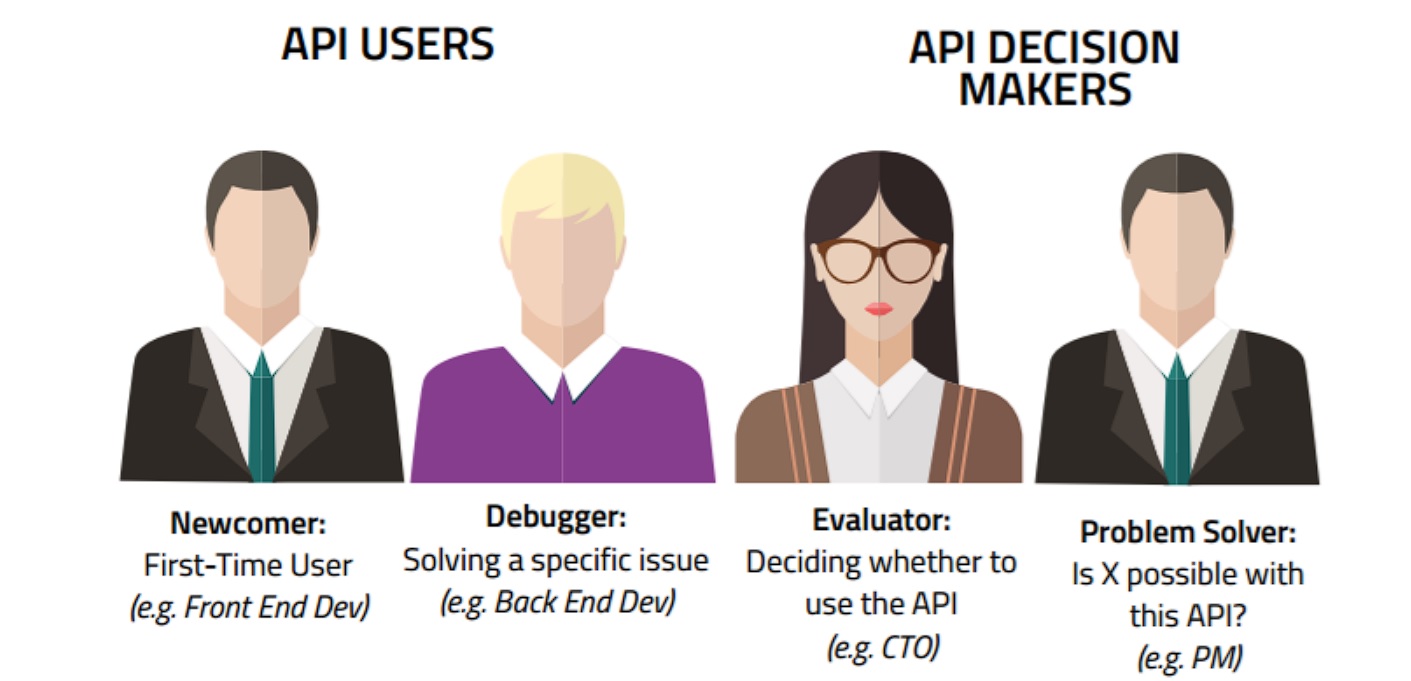 API USERS
API DECISION
MAKERS
Newcomer:
First-Time User
(e.g. Front End Dev)
Debugger:
Solving a specific issue
(e.g. Back End Dev)
Evaluator:
Deciding whether to
use the API
(e.g. CTO)
Problem Solver:
Is X possible with
this API?
(e.g. PM)